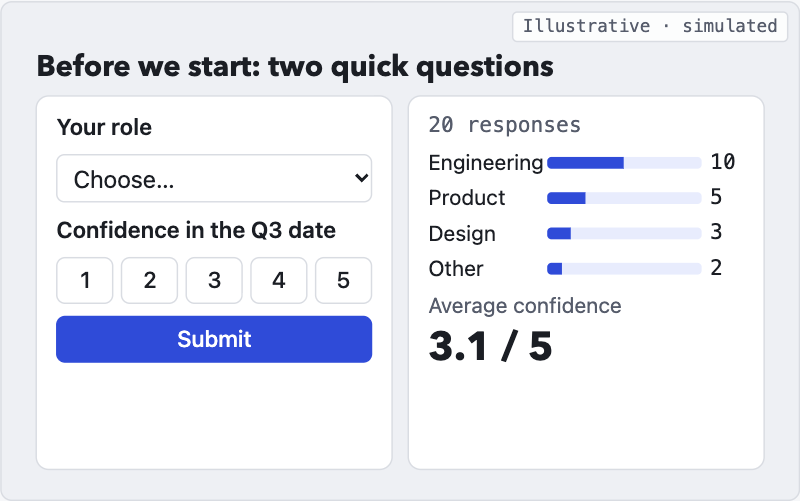 Illustrative · simulated
Before we start: two quick questions
Your role
Choose...
Confidence in the Q3 date
1 2 3 4 5
Submit
20 responses
Engineering 10
Product 5
Design 3
Other 2
Average confidence
3.1 / 5